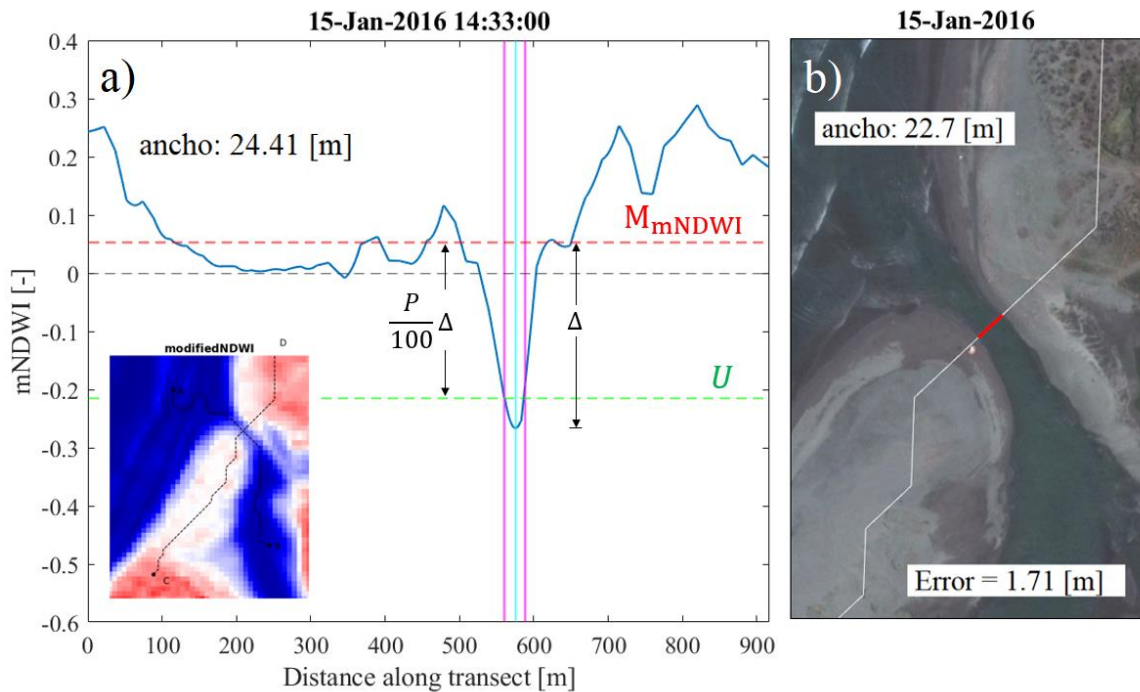 15-Jan-2016 14:33:00
a)
ancho: 24.41 [m]
0.4
0.3
0.2
0.1
0
-0.1
-0.2
-0.3
-0.4
-0.5
-0.6
mNDWI [-]
M_mNDWI
P/100 Δ
Δ
U
modifiedNDWI
D
C
0 100 200 300 400 500 600 700 800 900
Distance along transect [m]
15-Jan-2016
b)
ancho: 22.7 [m]
Error = 1.71 [m]